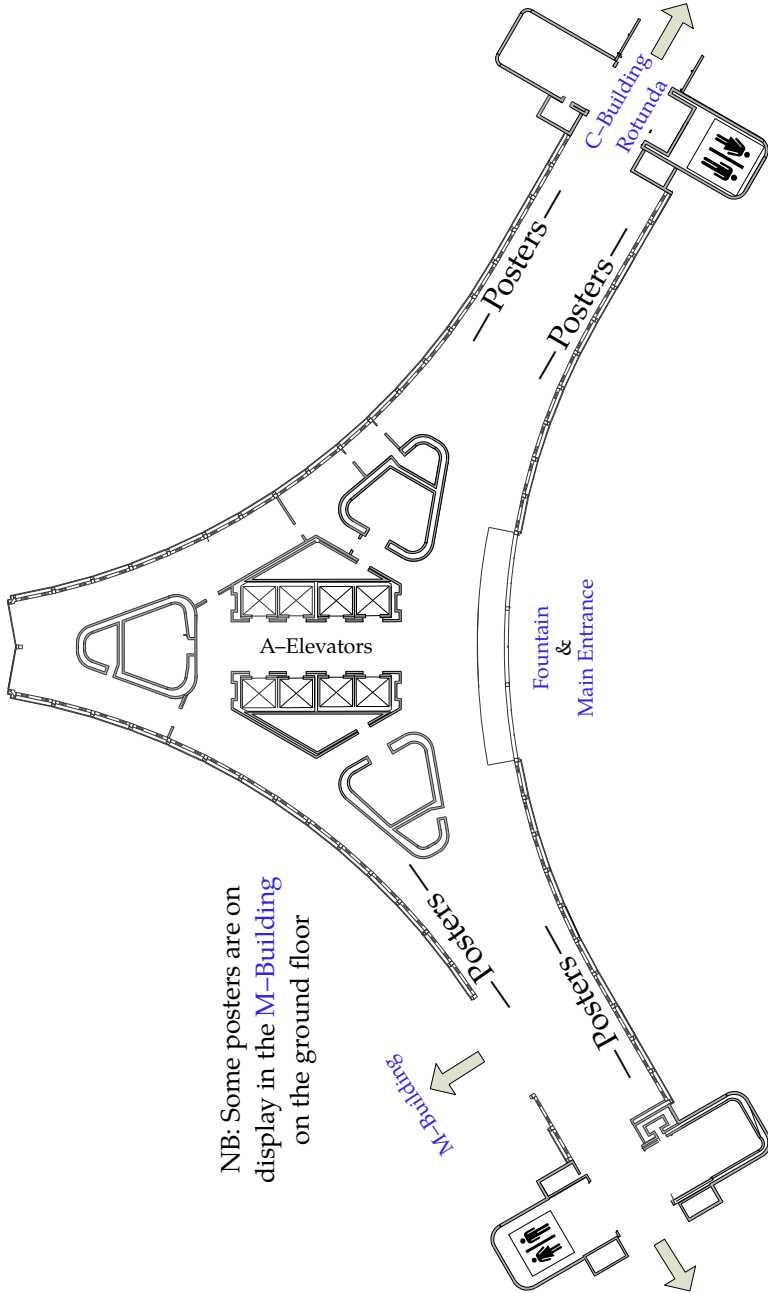 C–Building
Rotunda
— Posters —
— Posters —
A–Elevators
Fountain
&
Main Entrance
— Posters —
— Posters —
NB: Some posters are on
display in the M–Building
on the ground floor
M–Building